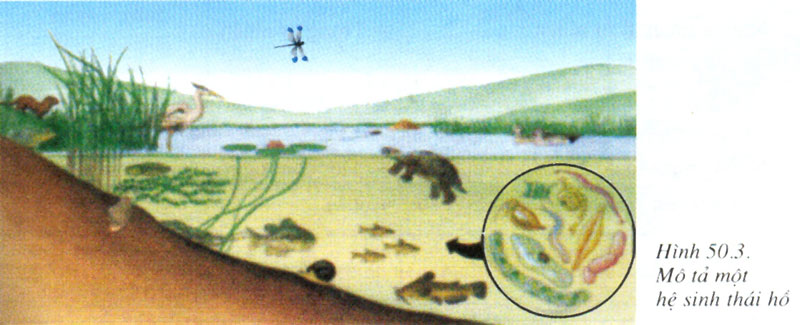 Hình 50.3.
Mô tả một
hệ sinh thái hồ